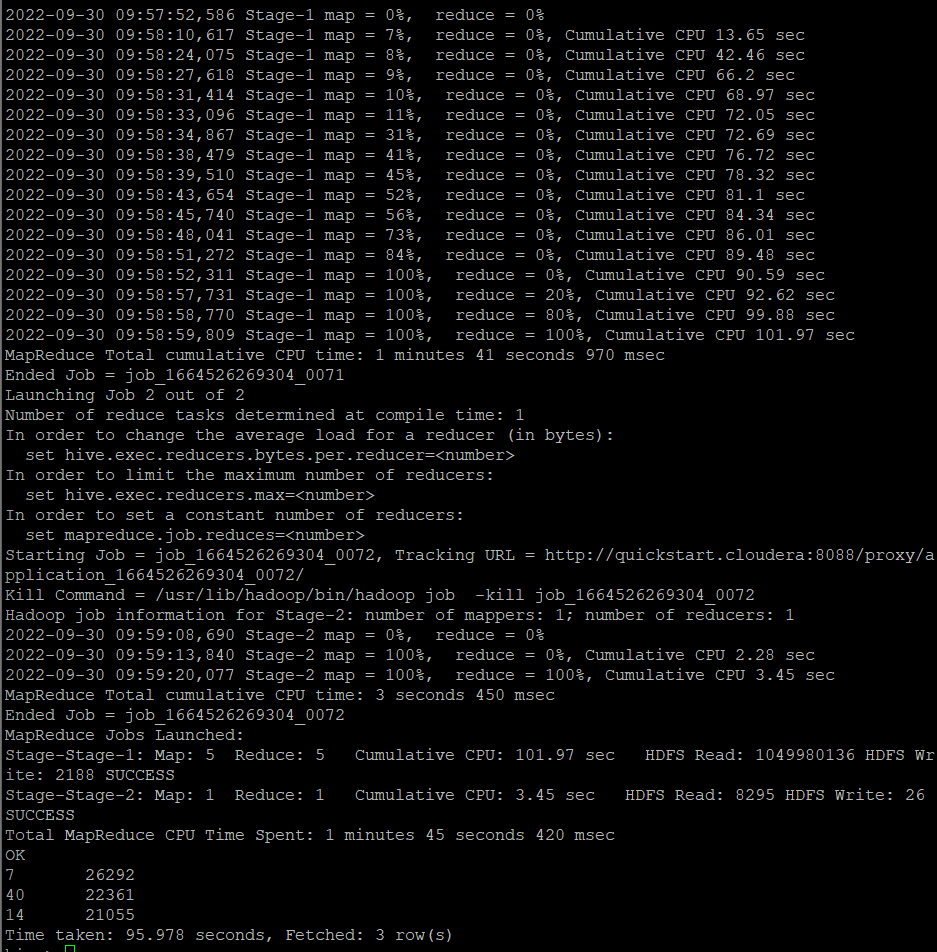 2022-09-30 09:57:52,586 Stage-1 map = 0%,  reduce = 0%
2022-09-30 09:58:10,617 Stage-1 map = 7%,  reduce = 0%, Cumulative CPU 13.65 sec
2022-09-30 09:58:24,075 Stage-1 map = 8%,  reduce = 0%, Cumulative CPU 42.46 sec
2022-09-30 09:58:27,618 Stage-1 map = 9%,  reduce = 0%, Cumulative CPU 66.2 sec
2022-09-30 09:58:31,414 Stage-1 map = 10%,  reduce = 0%, Cumulative CPU 68.97 sec
2022-09-30 09:58:33,096 Stage-1 map = 11%,  reduce = 0%, Cumulative CPU 72.05 sec
2022-09-30 09:58:34,867 Stage-1 map = 31%,  reduce = 0%, Cumulative CPU 72.69 sec
2022-09-30 09:58:38,479 Stage-1 map = 41%,  reduce = 0%, Cumulative CPU 76.72 sec
2022-09-30 09:58:39,510 Stage-1 map = 45%,  reduce = 0%, Cumulative CPU 78.32 sec
2022-09-30 09:58:43,654 Stage-1 map = 52%,  reduce = 0%, Cumulative CPU 81.1 sec
2022-09-30 09:58:45,740 Stage-1 map = 56%,  reduce = 0%, Cumulative CPU 84.34 sec
2022-09-30 09:58:48,041 Stage-1 map = 73%,  reduce = 0%, Cumulative CPU 86.01 sec
2022-09-30 09:58:51,272 Stage-1 map = 84%,  reduce = 0%, Cumulative CPU 89.48 sec
2022-09-30 09:58:52,311 Stage-1 map = 100%,  reduce = 0%, Cumulative CPU 90.59 sec
2022-09-30 09:58:57,731 Stage-1 map = 100%,  reduce = 20%, Cumulative CPU 92.62 sec
2022-09-30 09:58:58,770 Stage-1 map = 100%,  reduce = 80%, Cumulative CPU 99.88 sec
2022-09-30 09:58:59,809 Stage-1 map = 100%,  reduce = 100%, Cumulative CPU 101.97 sec
MapReduce Total cumulative CPU time: 1 minutes 41 seconds 970 msec
Ended Job = job_1664526269304_0071
Launching Job 2 out of 2
Number of reduce tasks determined at compile time: 1
In order to change the average load for a reducer (in bytes):
  set hive.exec.reducers.bytes.per.reducer=<number>
In order to limit the maximum number of reducers:
  set hive.exec.reducers.max=<number>
In order to set a constant number of reducers:
  set mapreduce.job.reduces=<number>
Starting Job = job_1664526269304_0072, Tracking URL = http://quickstart.cloudera:8088/proxy/a
pplication_1664526269304_0072/
Kill Command = /usr/lib/hadoop/bin/hadoop job  -kill job_1664526269304_0072
Hadoop job information for Stage-2: number of mappers: 1; number of reducers: 1
2022-09-30 09:59:08,690 Stage-2 map = 0%,  reduce = 0%
2022-09-30 09:59:13,840 Stage-2 map = 100%,  reduce = 0%, Cumulative CPU 2.28 sec
2022-09-30 09:59:20,077 Stage-2 map = 100%,  reduce = 100%, Cumulative CPU 3.45 sec
MapReduce Total cumulative CPU time: 3 seconds 450 msec
Ended Job = job_1664526269304_0072
MapReduce Jobs Launched:
Stage-Stage-1: Map: 5  Reduce: 5   Cumulative CPU: 101.97 sec   HDFS Read: 1049980136 HDFS Wr
ite: 2188 SUCCESS
Stage-Stage-2: Map: 1  Reduce: 1   Cumulative CPU: 3.45 sec   HDFS Read: 8295 HDFS Write: 26
SUCCESS
Total MapReduce CPU Time Spent: 1 minutes 45 seconds 420 msec
OK
7       26292
40      22361
14      21055
Time taken: 95.978 seconds, Fetched: 3 row(s)